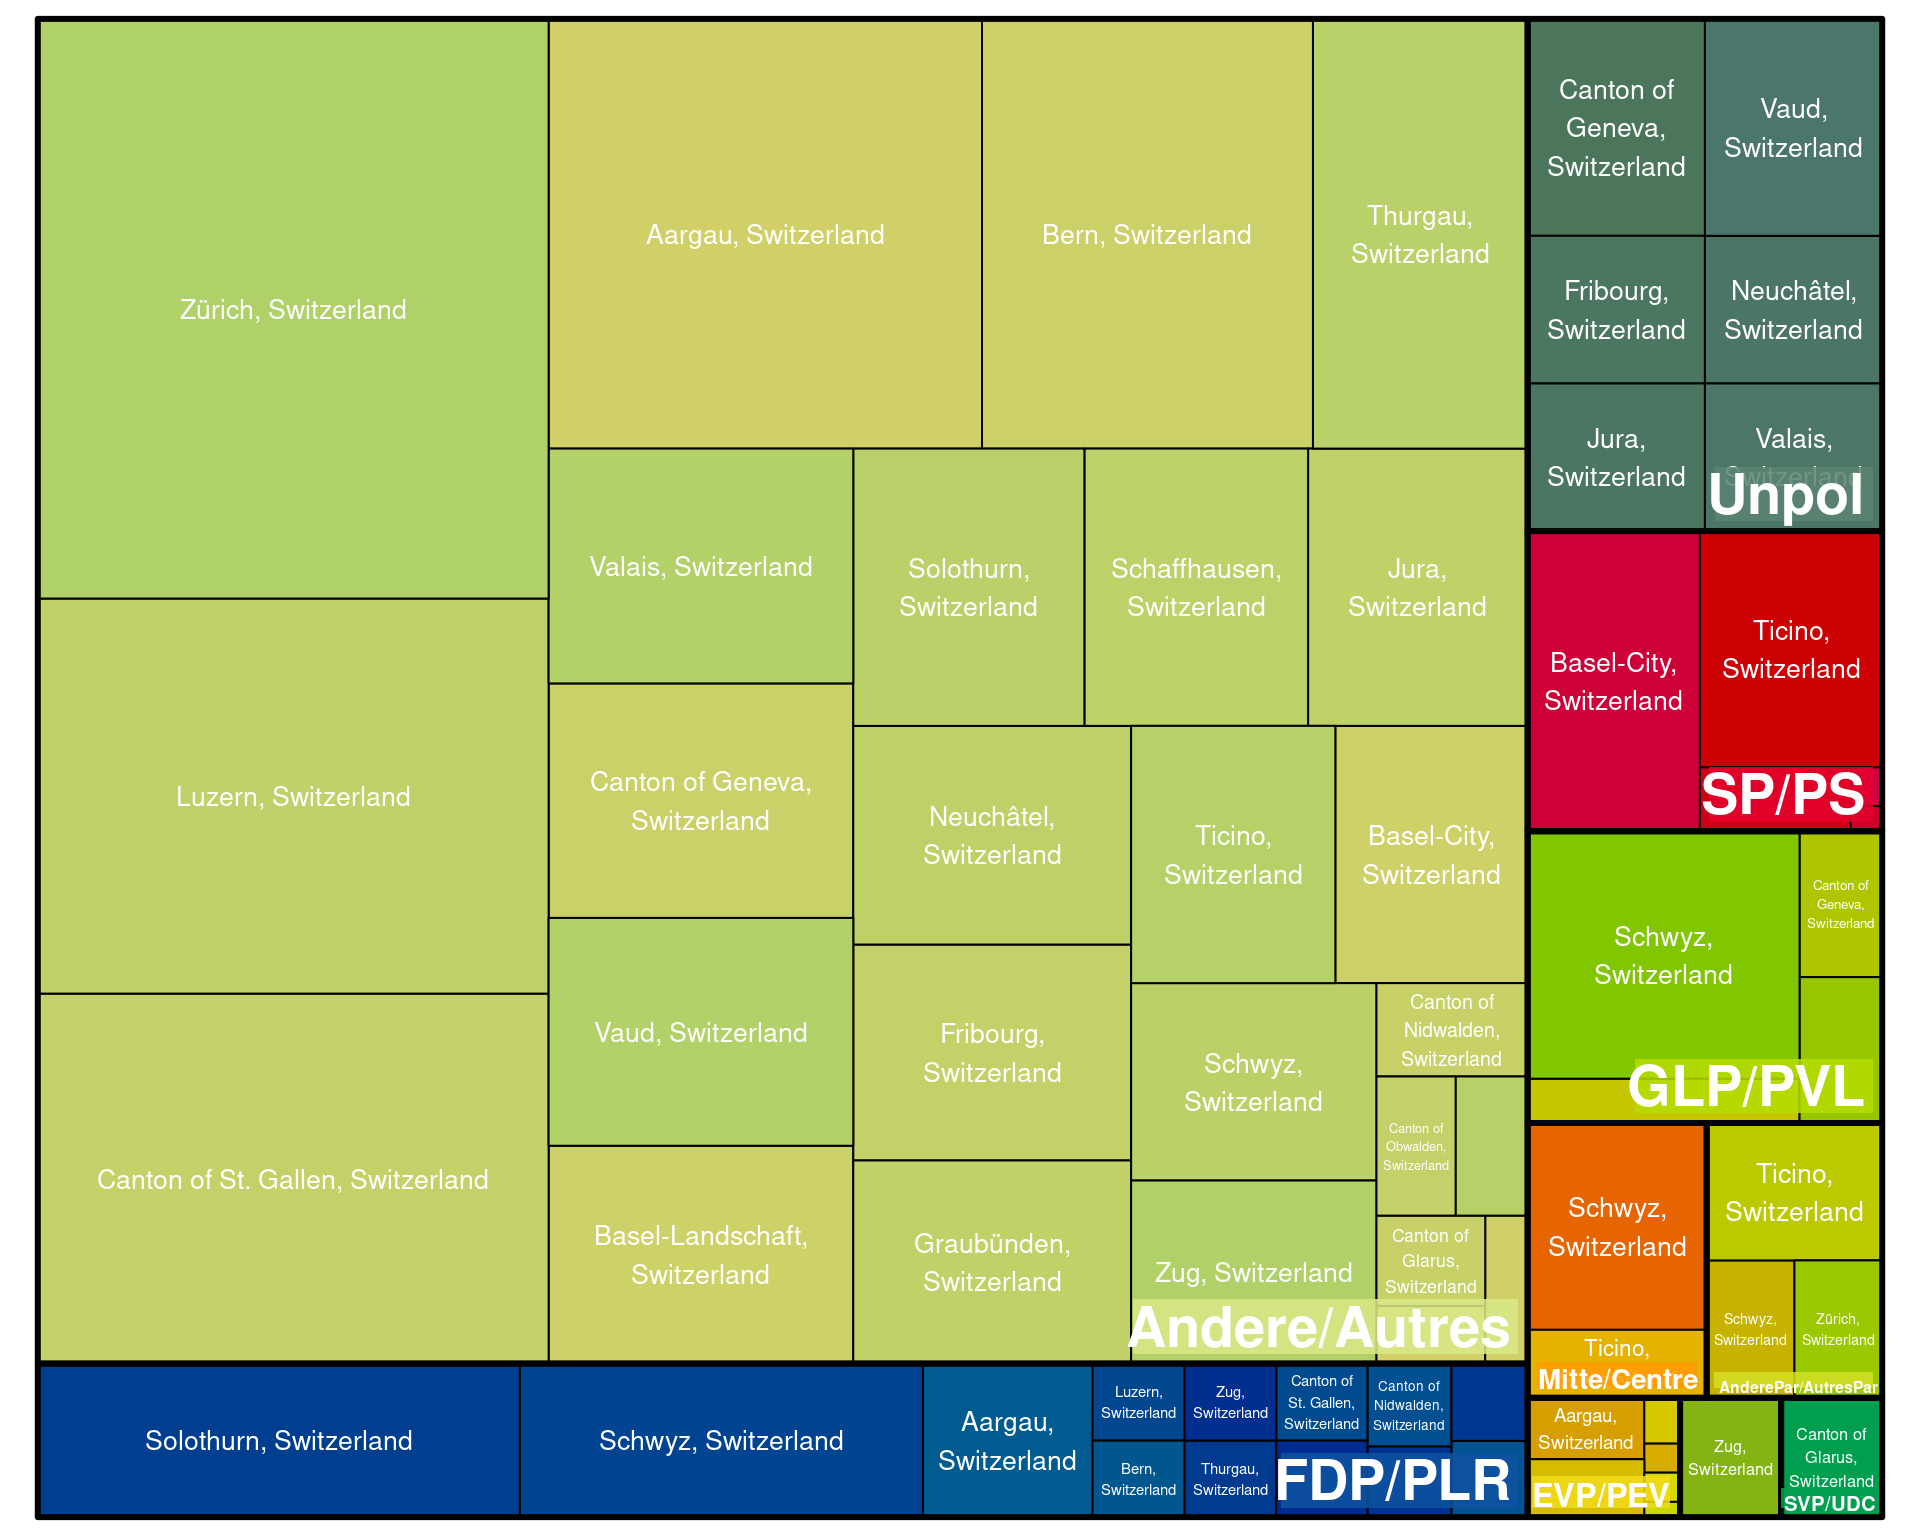 Zürich, Switzerland
Luzern, Switzerland
Canton of St. Gallen, Switzerland
Aargau, Switzerland
Bern, Switzerland
Thurgau,
Switzerland
Valais, Switzerland
Canton of Geneva,
Switzerland
Vaud, Switzerland
Basel-Landschaft,
Switzerland
Solothurn,
Switzerland
Schaffhausen,
Switzerland
Jura,
Switzerland
Neuchâtel,
Switzerland
Fribourg,
Switzerland
Graubünden,
Switzerland
Ticino,
Switzerland
Basel-City,
Switzerland
Schwyz,
Switzerland
Zug, Switzerland
Canton of
Nidwalden,
Switzerland
Canton of
Obwalden,
Switzerland
Canton of
Glarus,
Switzerland
Andere/Autres
Solothurn, Switzerland
Schwyz, Switzerland
Aargau,
Switzerland
Luzern,
Switzerland
Bern,
Switzerland
Zug,
Switzerland
Thurgau,
Switzerland
Canton of
St. Gallen,
Switzerland
Canton of
Nidwalden,
Switzerland
FDP/PLR
Canton of
Geneva,
Switzerland
Vaud,
Switzerland
Fribourg,
Switzerland
Neuchâtel,
Switzerland
Jura,
Switzerland
Valais,
Switzerland
Unpol
Basel-City,
Switzerland
Ticino,
Switzerland
SP/PS
Schwyz,
Switzerland
Canton of
Geneva,
Switzerland
GLP/PVL
Schwyz,
Switzerland
Ticino,
Mitte/Centre
Ticino,
Switzerland
Schwyz,
Switzerland
Zürich,
Switzerland
AnderePar/AutresPar
Aargau,
Switzerland
EVP/PEV
Zug,
Switzerland
Canton of
Glarus,
Switzerland
SVP/UDC